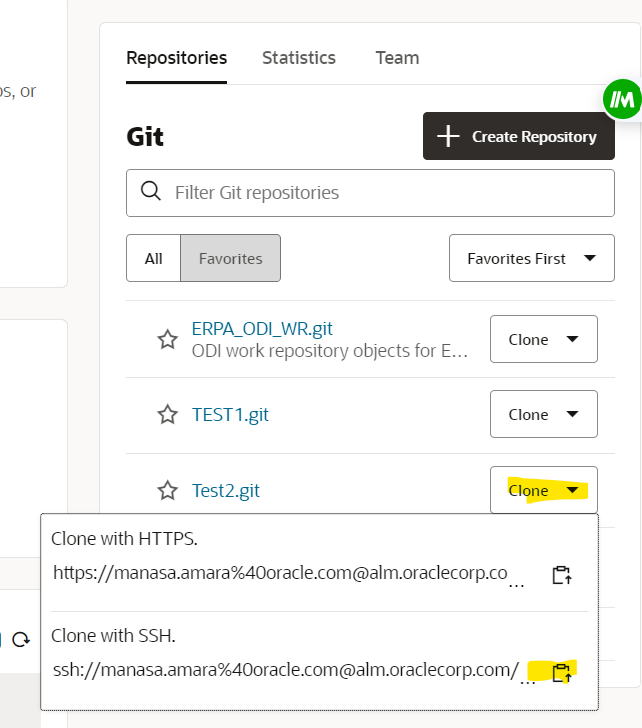 Repositories Statistics Team
os, or
Git
Create Repository
Filter Git repositories
All Favorites Favorites First
ERPA_ODI_WR.git
ODI work repository objects for E...
Clone
TEST1.git Clone
Test2.git Clone
Clone with HTTPS.
https://manasa.amara%40oracle.com@alm.oraclecorp.co...
Clone with SSH.
ssh://manasa.amara%40oracle.com@alm.oraclecorp.com/...